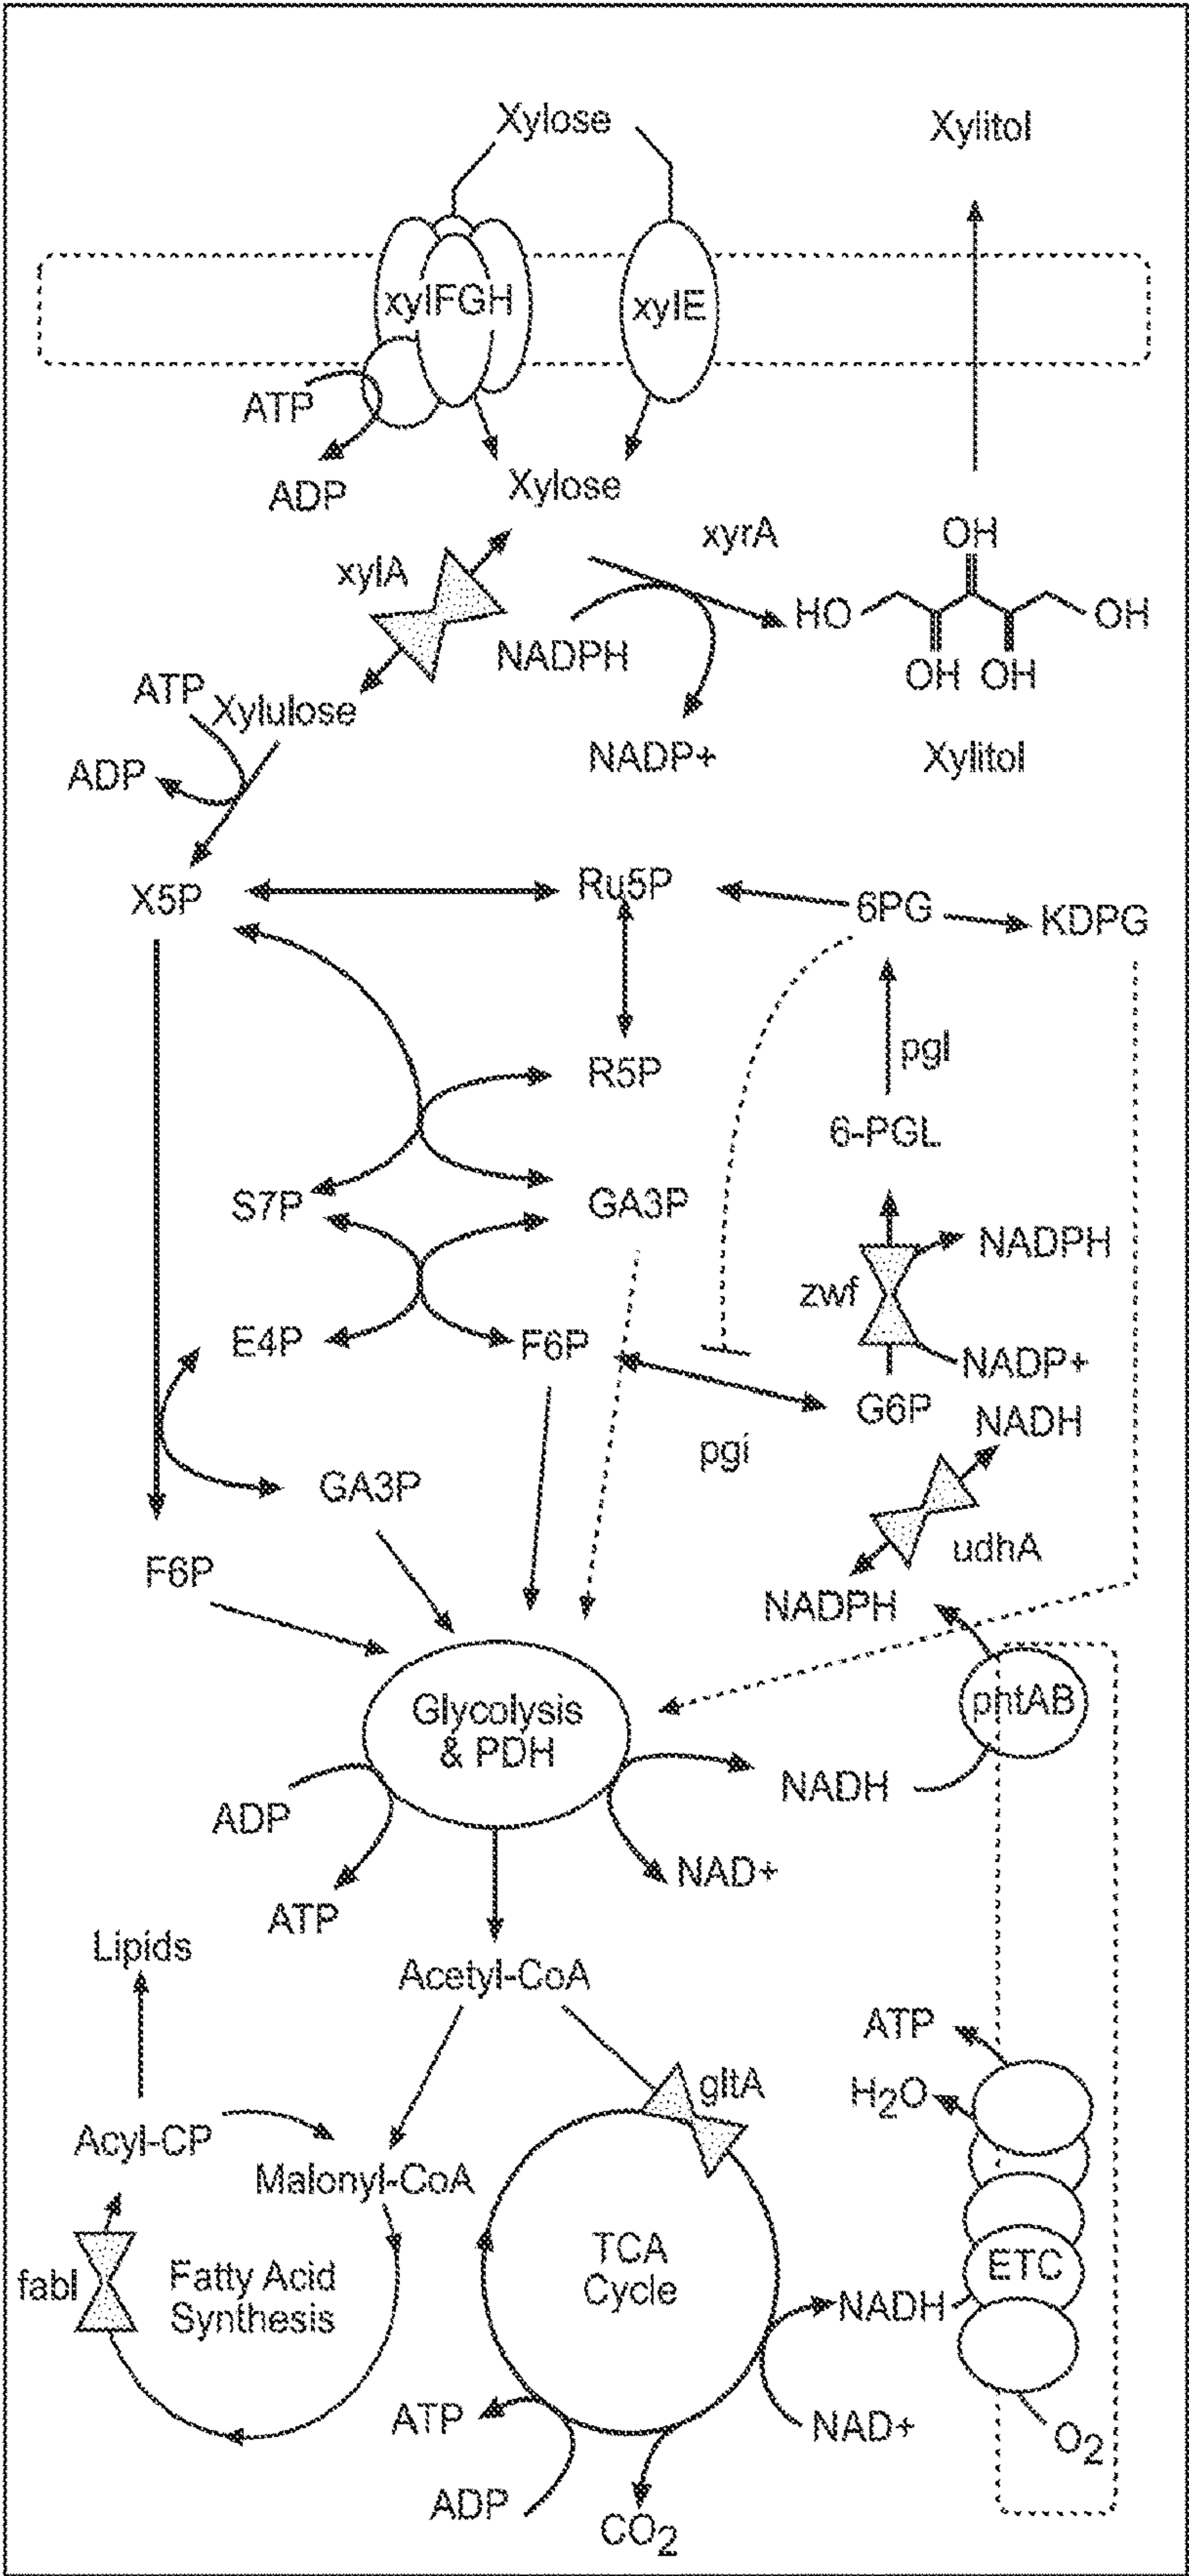 Xylose
Xylitol
xylFGH
xylE
ATP
ADP
Xylose
xylA
xyrA
NADPH
NADP+
OH
HO
OH
OH OH
Xylitol
ATP
Xylulose
ADP
X5P
Ru5P
6PG
KDPG
pgl
R5P
6-PGL
S7P
GA3P
NADPH
zwf
E4P
F6P
NADP+
G6P
NADH
pgi
GA3P
udhA
F6P
NADPH
Glycolysis
& PDH
pntAB
NADH
ADP
NAD+
ATP
Lipids
Acetyl-CoA
ATP
gltA
H2O
Acyl-CP
Malonyl-CoA
TCA
Cycle
ETC
fabI
Fatty Acid
Synthesis
NADH
ATP
NAD+
O2
ADP
CO2